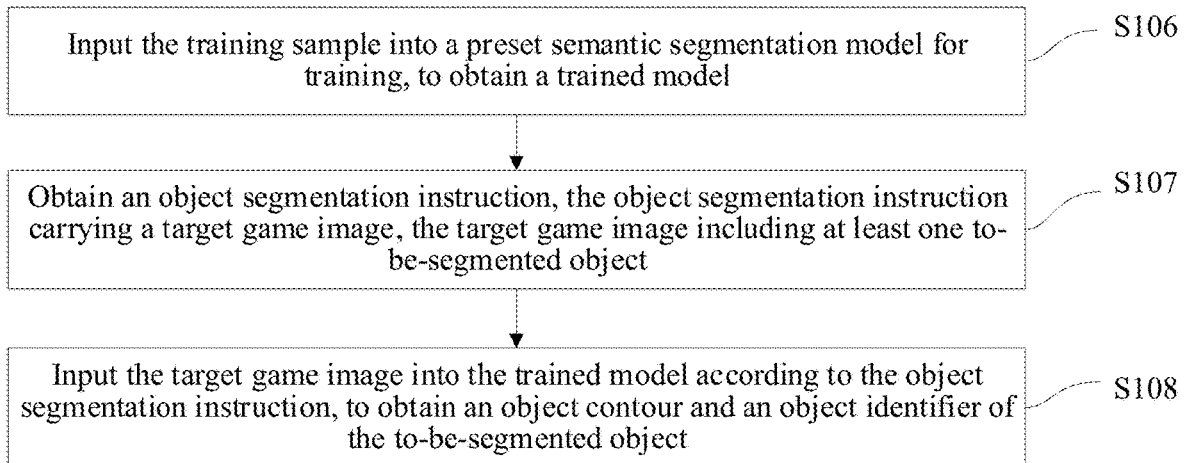 Input the training sample into a preset semantic segmentation model for
training, to obtain a trained model
S106
Obtain an object segmentation instruction, the object segmentation instruction
carrying a target game image, the target game image including at least one to-
be-segmented object
S107
Input the target game image into the trained model according to the object
segmentation instruction, to obtain an object contour and an object identifier of
the to-be-segmented object
S108